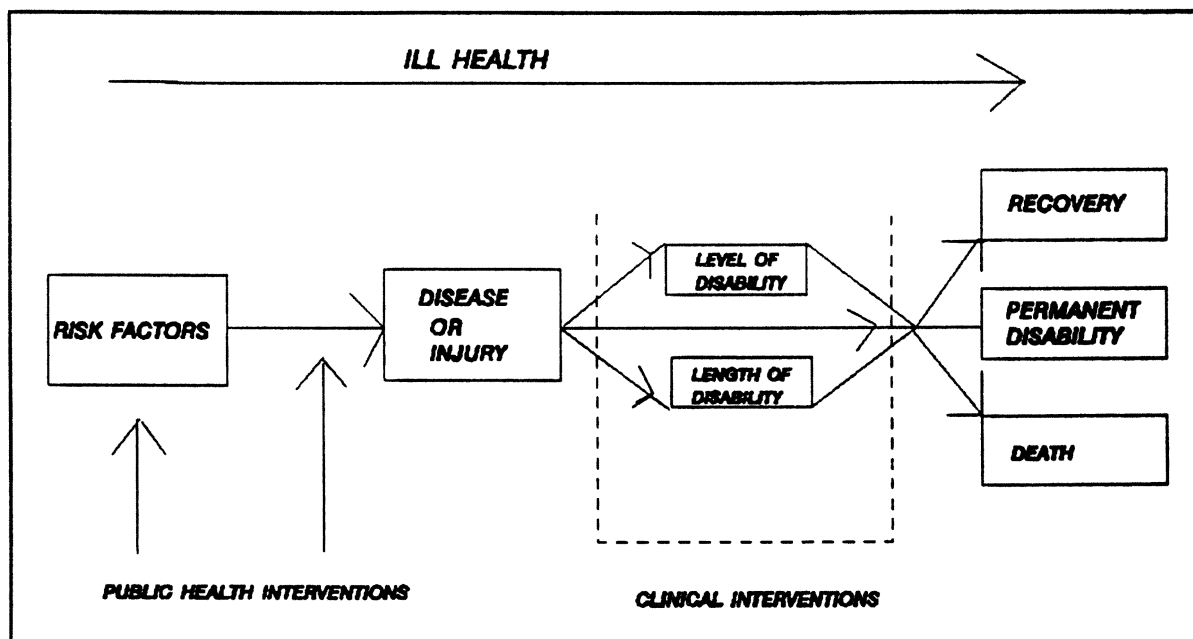 ILL HEALTH
RISK FACTORS
DISEASE
OR
INJURY
LEVEL OF
DISABILITY
LENGTH OF
DISABILITY
RECOVERY
PERMANENT
DISABILITY
DEATH
PUBLIC HEALTH INTERVENTIONS
CLINICAL INTERVENTIONS